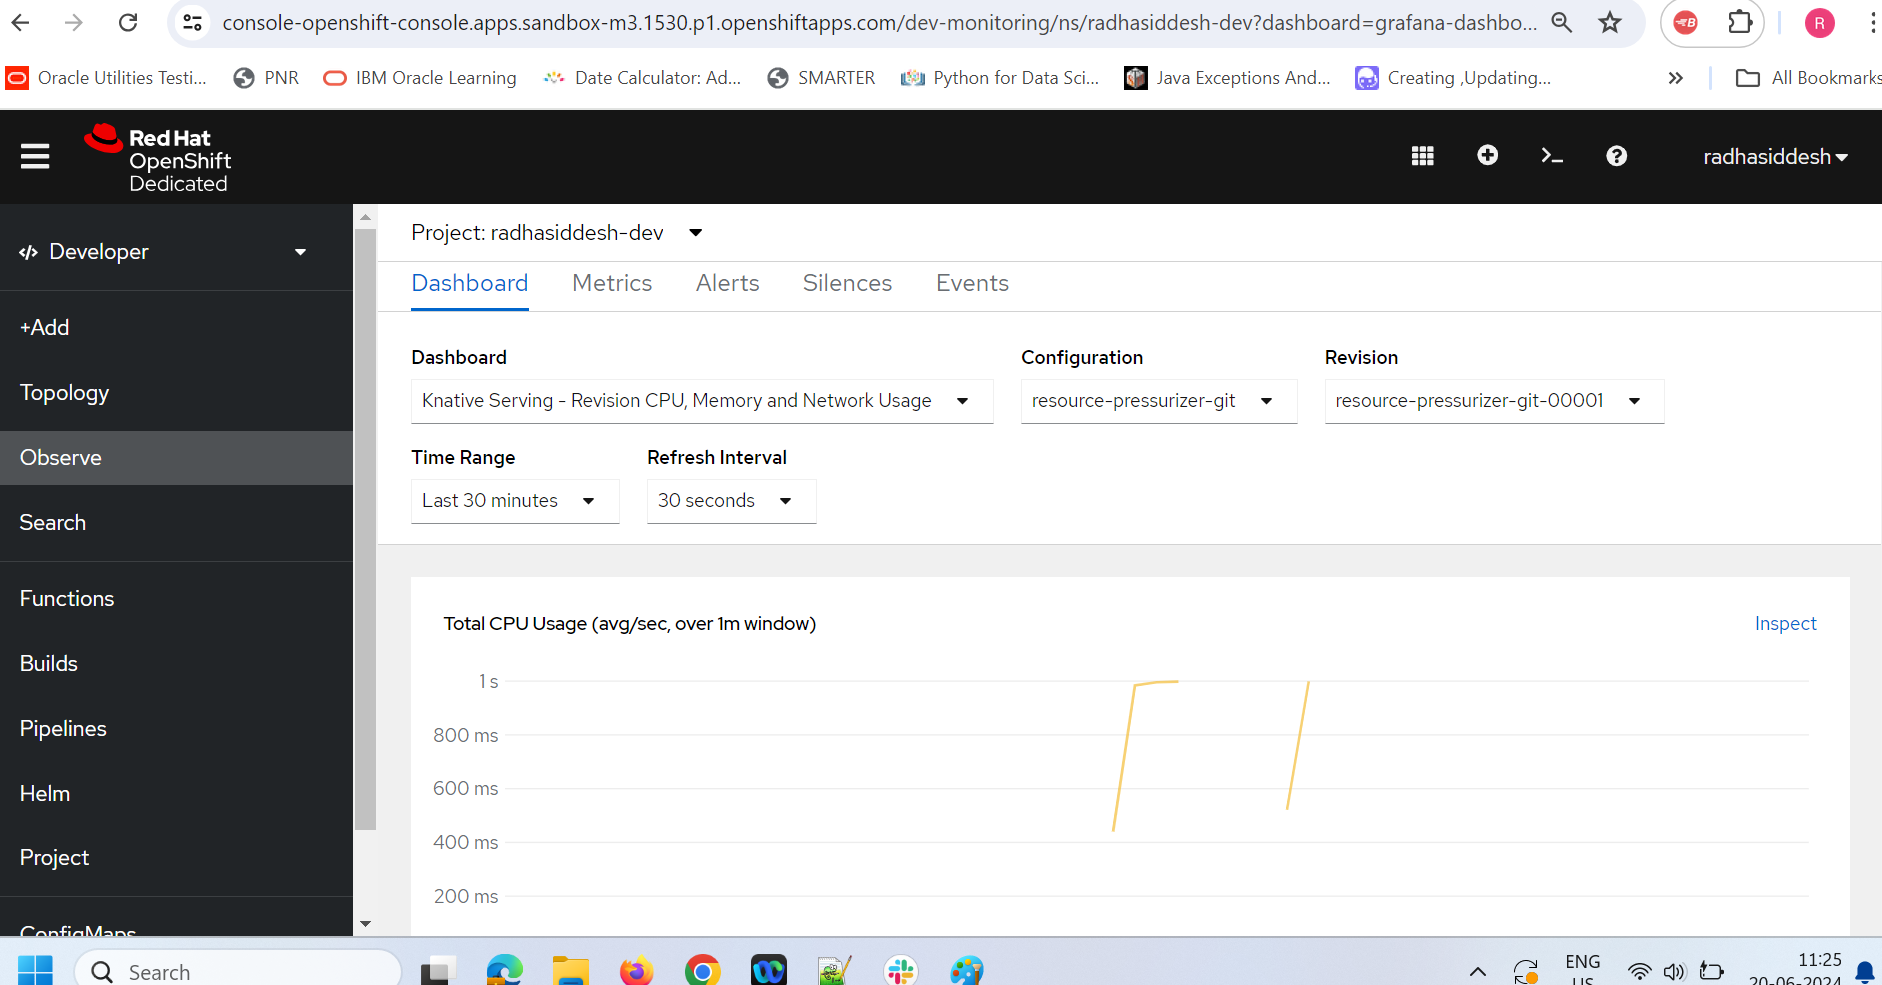 console-openshift-console.apps.sandbox-m3.1530.p1.openshiftapps.com/dev-monitoring/ns/radhasiddesh-dev?dashboard=grafana-dashbo...
B
R
Oracle Utilities Testi...
PNR
IBM Oracle Learning
Date Calculator: Ad...
SMARTER
Python for Data Sci...
Java Exceptions And...
Creating ,Updating...
All Bookmarks
Red Hat
OpenShift
Dedicated
radhasiddesh
Developer
+Add
Topology
Observe
Search
Functions
Builds
Pipelines
Helm
Project
ConfigMaps
Project: radhasiddesh-dev
Dashboard Metrics Alerts Silences Events
Dashboard
Knative Serving - Revision CPU, Memory and Network Usage
Configuration
resource-pressurizer-git
Revision
resource-pressurizer-git-00001
Time Range
Last 30 minutes
Refresh Interval
30 seconds
Total CPU Usage (avg/sec, over 1m window)
Inspect
1 s
800 ms
600 ms
400 ms
200 ms
Search
ENG
US
11:25
20-06-2024